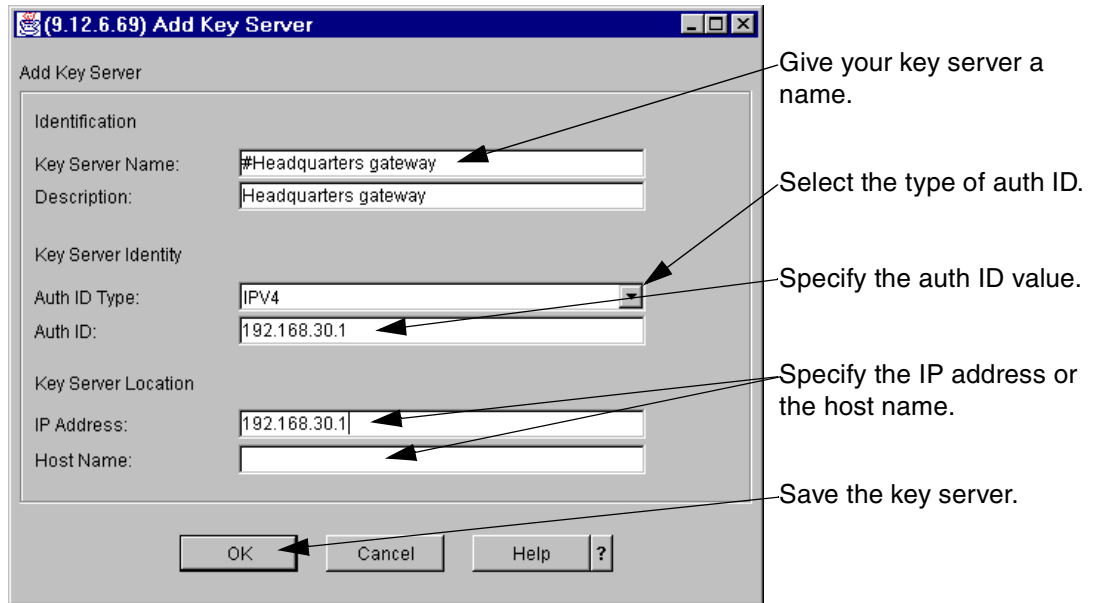 (9.12.6.69) Add Key Server
Add Key Server
Identification
Key Server Name: #Headquarters gateway
Description: Headquarters gateway
Key Server Identity
Auth ID Type: IPV4
Auth ID: 192.168.30.1
Key Server Location
IP Address: 192.168.30.1
Host Name:
OK Cancel Help ?
Give your key server a
name.
Select the type of auth ID.
Specify the auth ID value.
Specify the IP address or
the host name.
Save the key server.